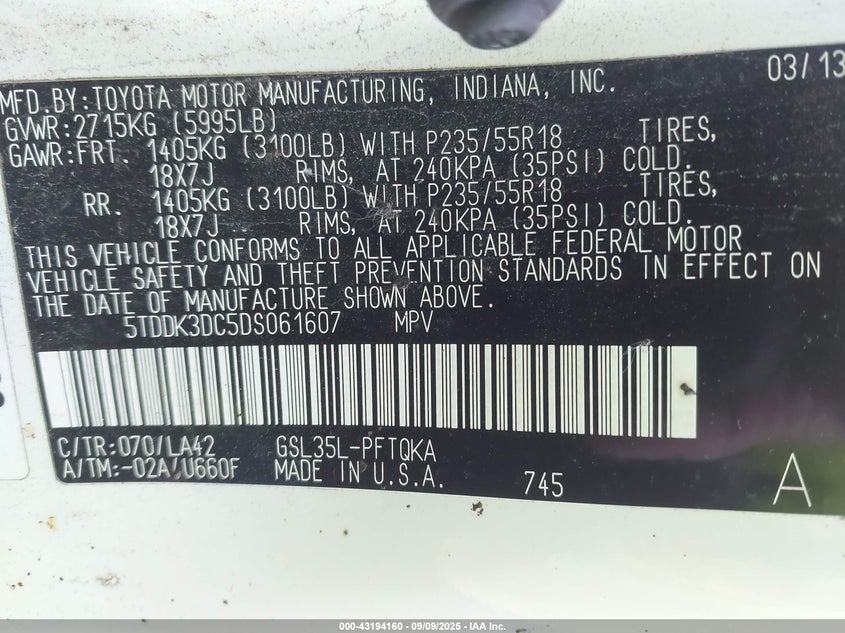 03/13
MFD.BY:TOYOTA MOTOR MANUFACTURING, INDIANA, INC.
GVWR:2715KG (5995LB)
GAWR:FRT. 1405KG (3100LB) WITH P235/55R18 TIRES,
18X7J RIMS, AT 240KPA (35PSI) COLD.
RR. 1405KG (3100LB) WITH P235/55R18 TIRES,
18X7J RIMS, AT 240KPA (35PSI) COLD.
THIS VEHICLE CONFORMS TO ALL APPLICABLE FEDERAL MOTOR
VEHICLE SAFETY AND THEFT PREVENTION STANDARDS IN EFFECT ON
THE DATE OF MANUFACTURE SHOWN ABOVE.
5TDDK3DC5DS061607 MPV
C/TR:070/LA42 GSL35L-PFTQKA
A/TM:-02A/U660F MADE IN U.S.A. 745 A
000-43194160 - 09/09/2025 - IAA Inc.